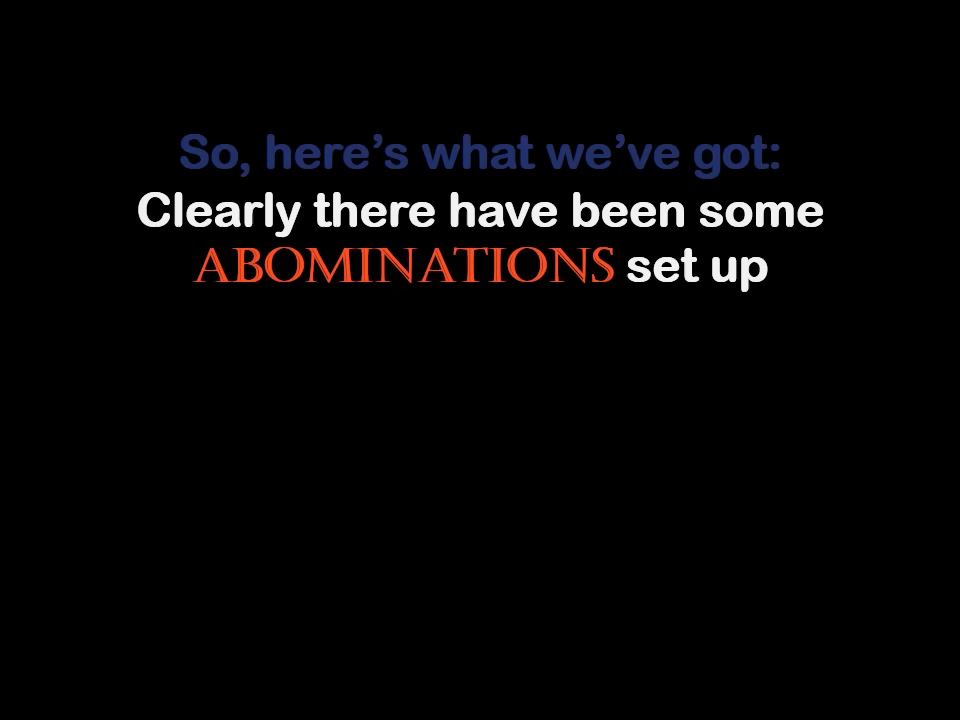 So, here’s what we’ve got:
Clearly there have been some
ABOMINATIONS set up